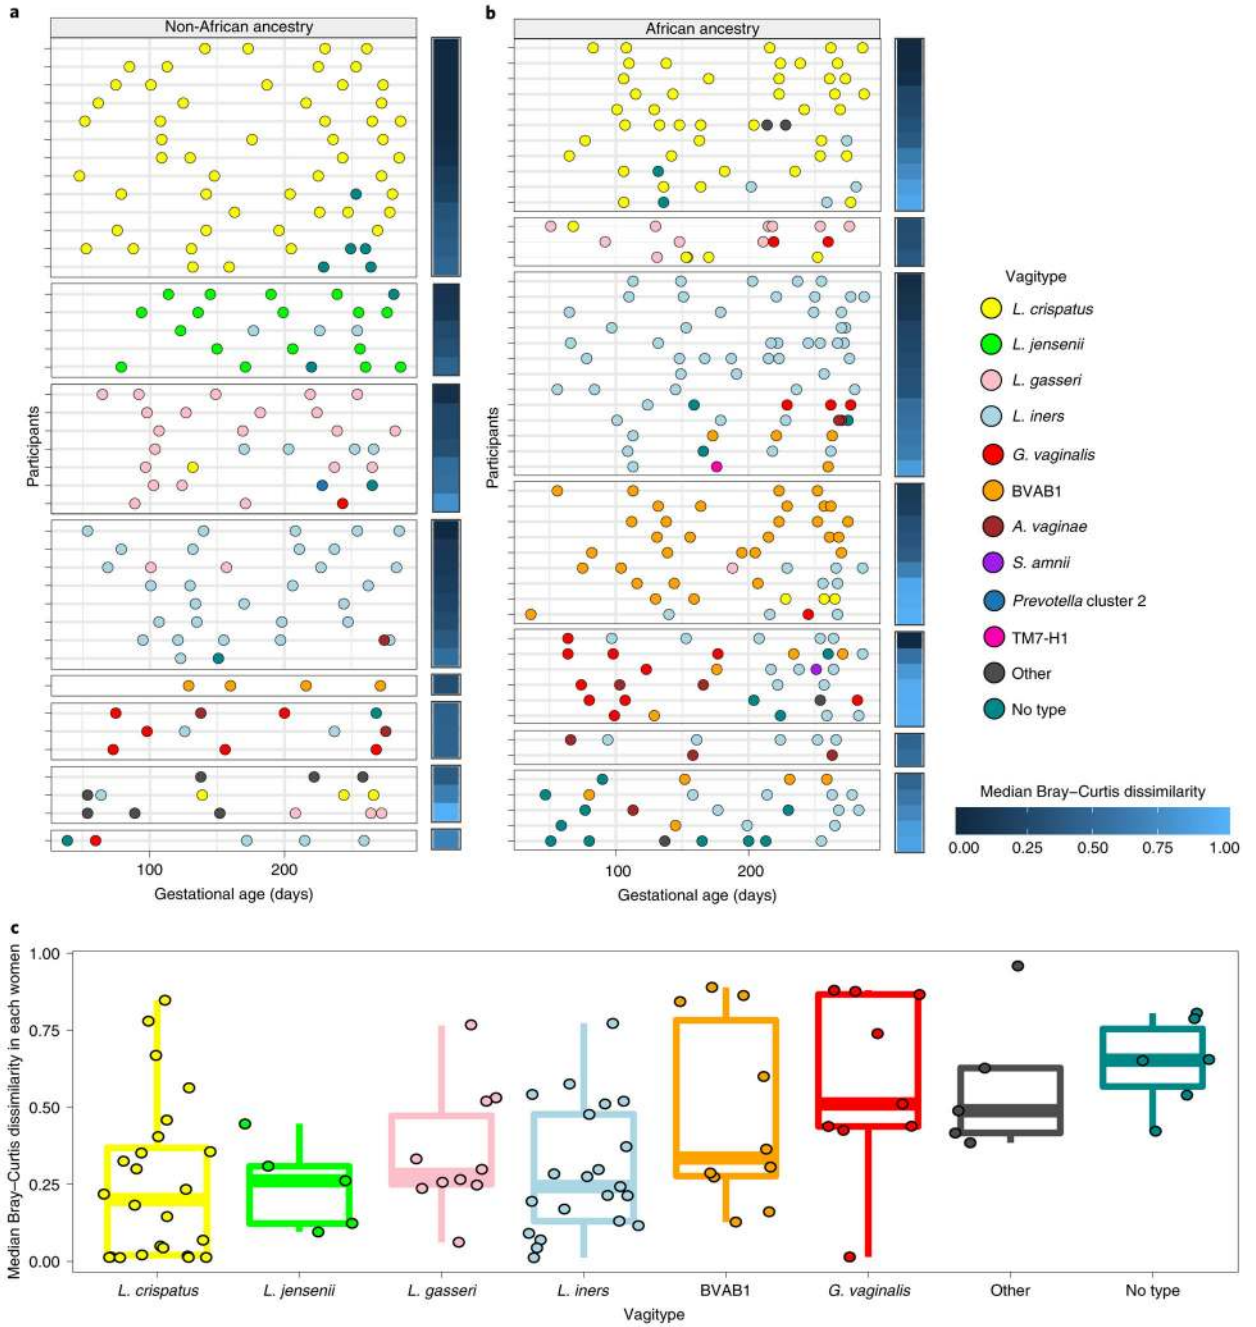 a
b
Non-African ancestry
African ancestry
Participants
Participants
100
200
100
200
Gestational age (days)
Gestational age (days)
Vagitype
L. crispatus
L. jensenii
L. gasseri
L. iners
G. vaginalis
BVAB1
A. vaginae
S. amnii
Prevotella cluster 2
TM7-H1
Other
No type
Median Bray–Curtis dissimilarity
0.00 0.25 0.50 0.75 1.00
c
Median Bray–Curtis dissimilarity in each women
1.00
0.75
0.50
0.25
0.00
L. crispatus L. jensenii L. gasseri L. iners BVAB1 G. vaginalis Other No type
Vagitype